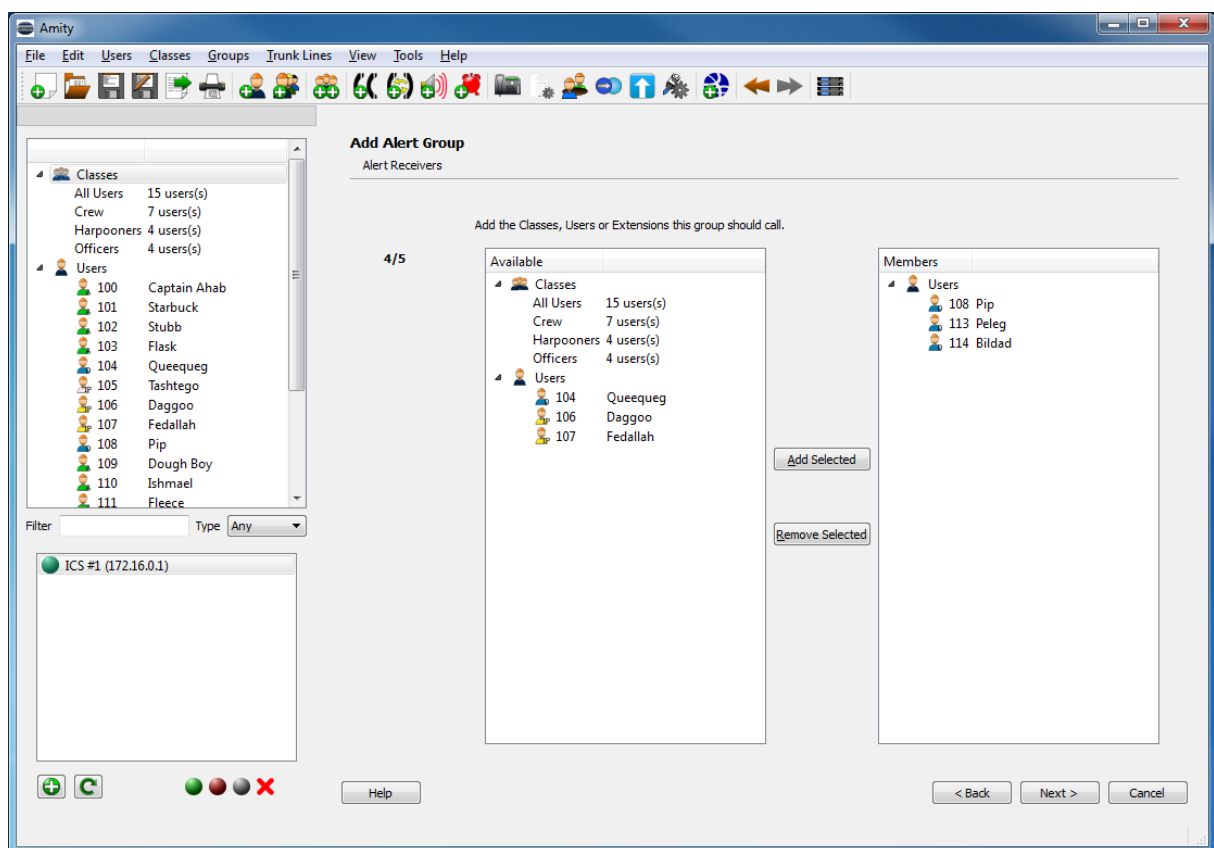 Amity
File Edit Users Classes Groups Trunk Lines View Tools Help
Classes
All Users 15 users(s)
Crew 7 users(s)
Harpooners 4 users(s)
Officers 4 users(s)
Users
100 Captain Ahab
101 Starbuck
102 Stubb
103 Flask
104 Queequeg
105 Tashtego
106 Daggoo
107 Fedallah
108 Pip
109 Dough Boy
110 Ishmael
111 Fleece
Filter Type Any
ICS #1 (172.16.0.1)
Add Alert Group
Alert Receivers
Add the Classes, Users or Extensions this group should call.
4/5
Available
Classes
All Users 15 users(s)
Crew 7 users(s)
Harpooners 4 users(s)
Officers 4 users(s)
Users
104 Queequeg
106 Daggoo
107 Fedallah
Add Selected
Remove Selected
Members
Users
108 Pip
113 Peleg
114 Bildad
Help
< Back Next > Cancel